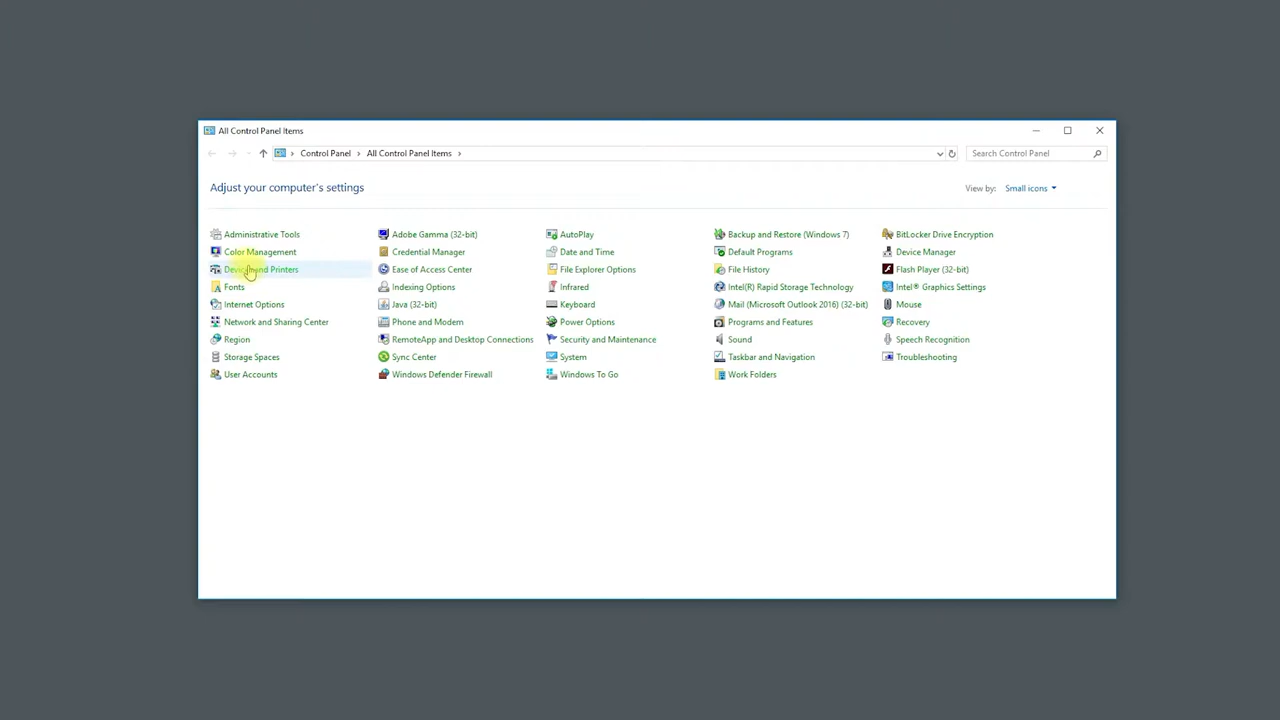 All Control Panel Items
Control Panel All Control Panel Items Search Control Panel
Adjust your computer's settings View by: Small icons
Administrative Tools Adobe Gamma (32-bit) AutoPlay Backup and Restore (Windows 7) BitLocker Drive Encryption
Color Management Credential Manager Date and Time Default Programs Device Manager
Devices and Printers Ease of Access Center File Explorer Options File History Flash Player (32-bit)
Fonts Indexing Options Infrared Intel(R) Rapid Storage Technology Intel® Graphics Settings
Internet Options Java (32-bit) Keyboard Mail (Microsoft Outlook 2016) (32-bit) Mouse
Network and Sharing Center Phone and Modem Power Options Programs and Features Recovery
Region RemoteApp and Desktop Connections Security and Maintenance Sound Speech Recognition
Storage Spaces Sync Center System Taskbar and Navigation Troubleshooting
User Accounts Windows Defender Firewall Windows To Go Work Folders